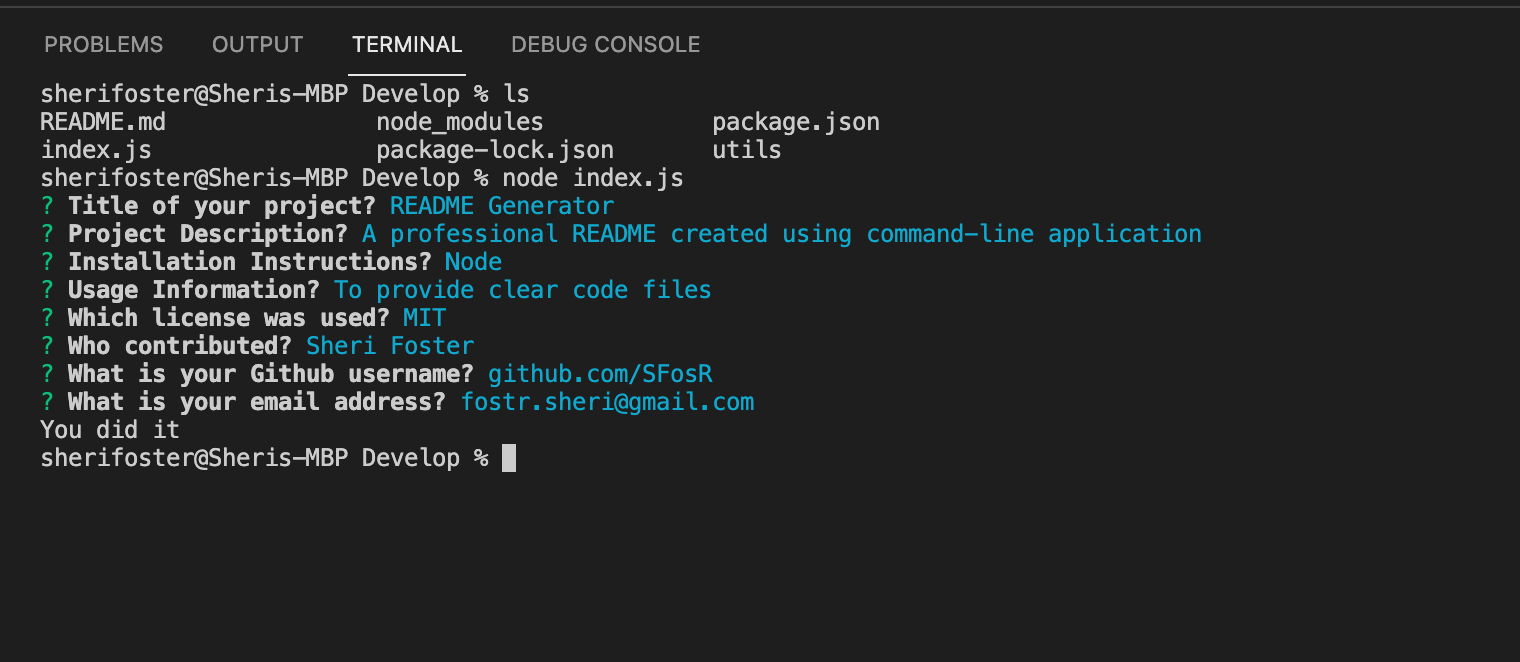 PROBLEMS OUTPUT TERMINAL DEBUG CONSOLE
sherifoster@Sheris-MBP Develop % ls
README.md node_modules package.json
index.js package-lock.json utils
sherifoster@Sheris-MBP Develop % node index.js
? Title of your project? README Generator
? Project Description? A professional README created using command-line application
? Installation Instructions? Node
? Usage Information? To provide clear code files
? Which license was used? MIT
? Who contributed? Sheri Foster
? What is your Github username? github.com/SFosR
? What is your email address? fostr.sheri@gmail.com
You did it
sherifoster@Sheris-MBP Develop %